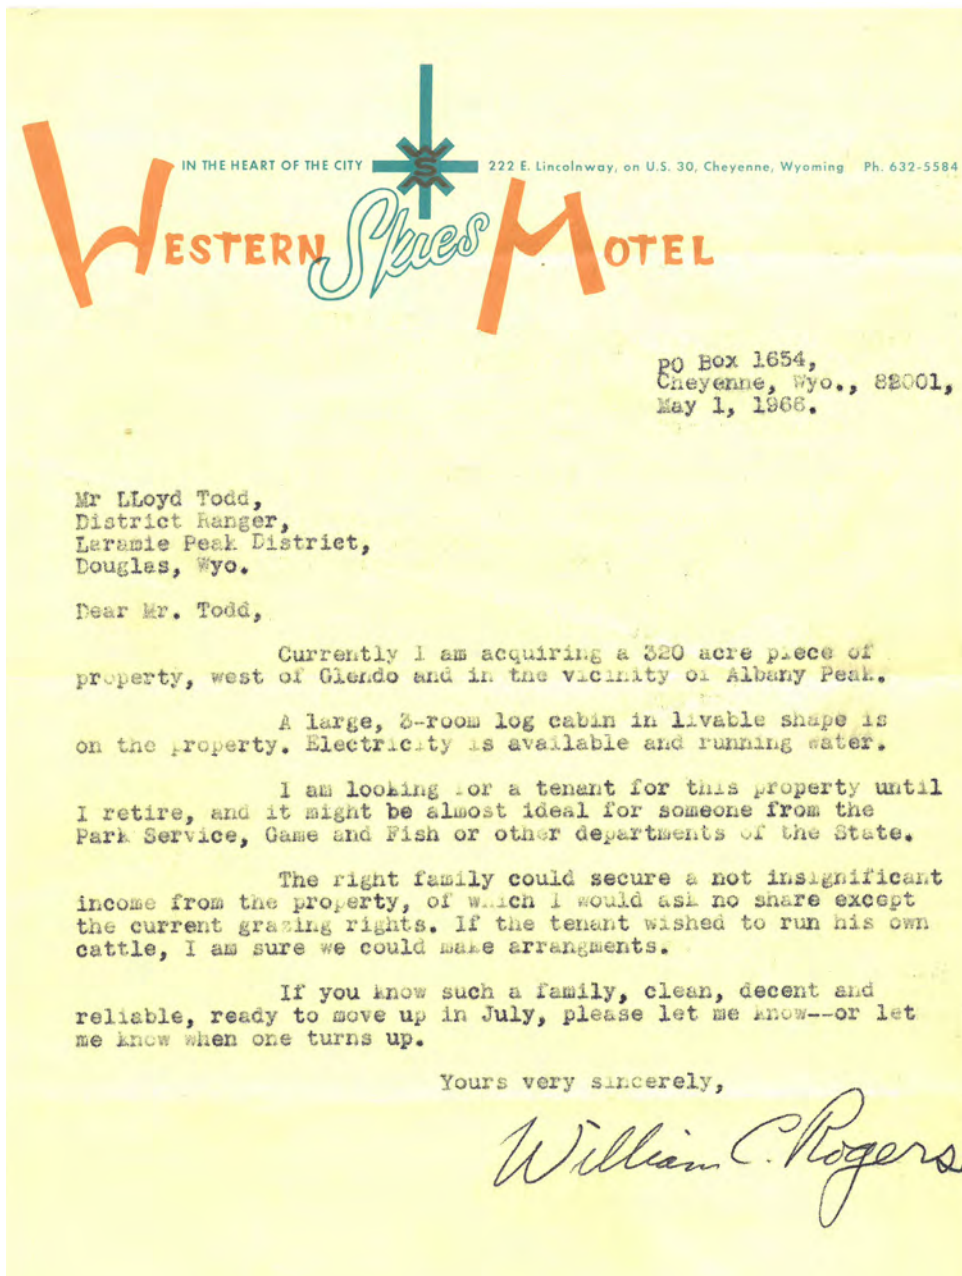 IN THE HEART OF THE CITY WSM 222 E. Lincolnway, on U.S. 30, Cheyenne, Wyoming Ph. 632-5584
WESTERN Skies MOTEL
PO Box 1654,
Cheyenne, Wyo., 82001,
May 1, 1966.
Mr LLoyd Todd,
District Ranger,
Laramie Peak District,
Douglas, Wyo.
Dear Mr. Todd,
Currently I am acquiring a 320 acre piece of
property, west of Glendo and in the vicinity of Albany Peak.
A large, 3-room log cabin in livable shape is
on the property. Electricity is available and running water.
I am looking for a tenant for this property until
I retire, and it might be almost ideal for someone from the
Park Service, Game and Fish or other departments of the State.
The right family could secure a not insignificant
income from the property, of which I would ask no share except
the current grazing rights. If the tenant wished to run his own
cattle, I am sure we could make arrangments.
If you know such a family, clean, decent and
reliable, ready to move up in July, please let me know--or let
me know when one turns up.
Yours very sincerely,
William C. Rogers